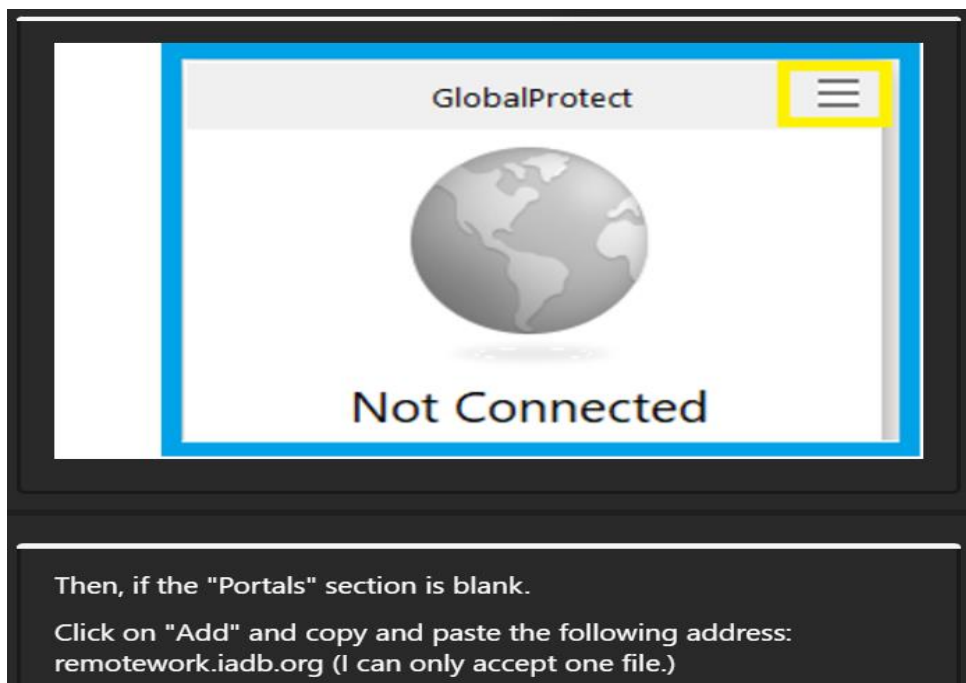 GlobalProtect
Not Connected
Then, if the "Portals" section is blank.
Click on "Add" and copy and paste the following address:
remotework.iadb.org (I can only accept one file.)